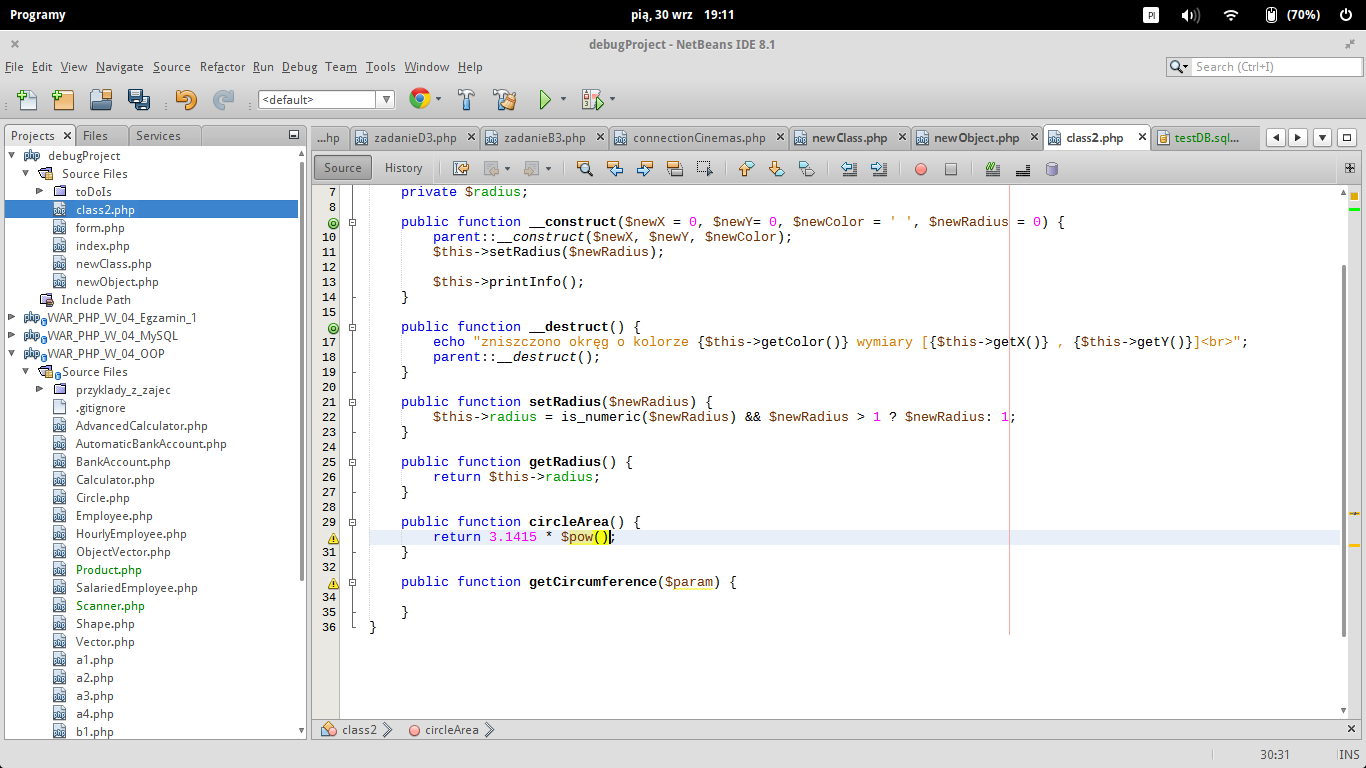 Programy
pią, 30 wrz 19:11
Pl
(70%)
debugProject - NetBeans IDE 8.1
File Edit View Navigate Source Refactor Run Debug Team Tools Window Help
Search (Ctrl+I)
<default>
Projects
Files
Services
debugProject
Source Files
toDoIs
class2.php
form.php
index.php
newClass.php
newObject.php
Include Path
WAR_PHP_W_04_Egzamin_1
WAR_PHP_W_04_MySQL
WAR_PHP_W_04_OOP
Source Files
przyklady_z_zajec
.gitignore
AdvancedCalculator.php
AutomaticBankAccount.php
BankAccount.php
Calculator.php
Circle.php
Employee.php
HourlyEmployee.php
ObjectVector.php
Product.php
SalariedEmployee.php
Scanner.php
Shape.php
Vector.php
a1.php
a2.php
a3.php
a4.php
b1.php
...hp
zadanieD3.php
zadanieB3.php
connectionCinemas.php
newClass.php
newObject.php
class2.php
testDB.sql...
Source
History
7 private $radius;
8
public function __construct($newX = 0, $newY= 0, $newColor = ' ', $newRadius = 0) {
10 parent::__construct($newX, $newY, $newColor);
11 $this->setRadius($newRadius);
12
13 $this->printInfo();
14 }
15
public function __destruct() {
17 echo "zniszczono okręg o kolorze {$this->getColor()} wymiary [{$this->getX()} , {$this->getY()}]<br>";
18 parent::__destruct();
19 }
20
21 public function setRadius($newRadius) {
22 $this->radius = is_numeric($newRadius) && $newRadius > 1 ? $newRadius: 1;
23 }
24
25 public function getRadius() {
26 return $this->radius;
27 }
28
29 public function circleArea() {
return 3.1415 * $pow();
31 }
32
public function getCircumference($param) {
34
35 }
36 }
class2
circleArea
30:31
INS